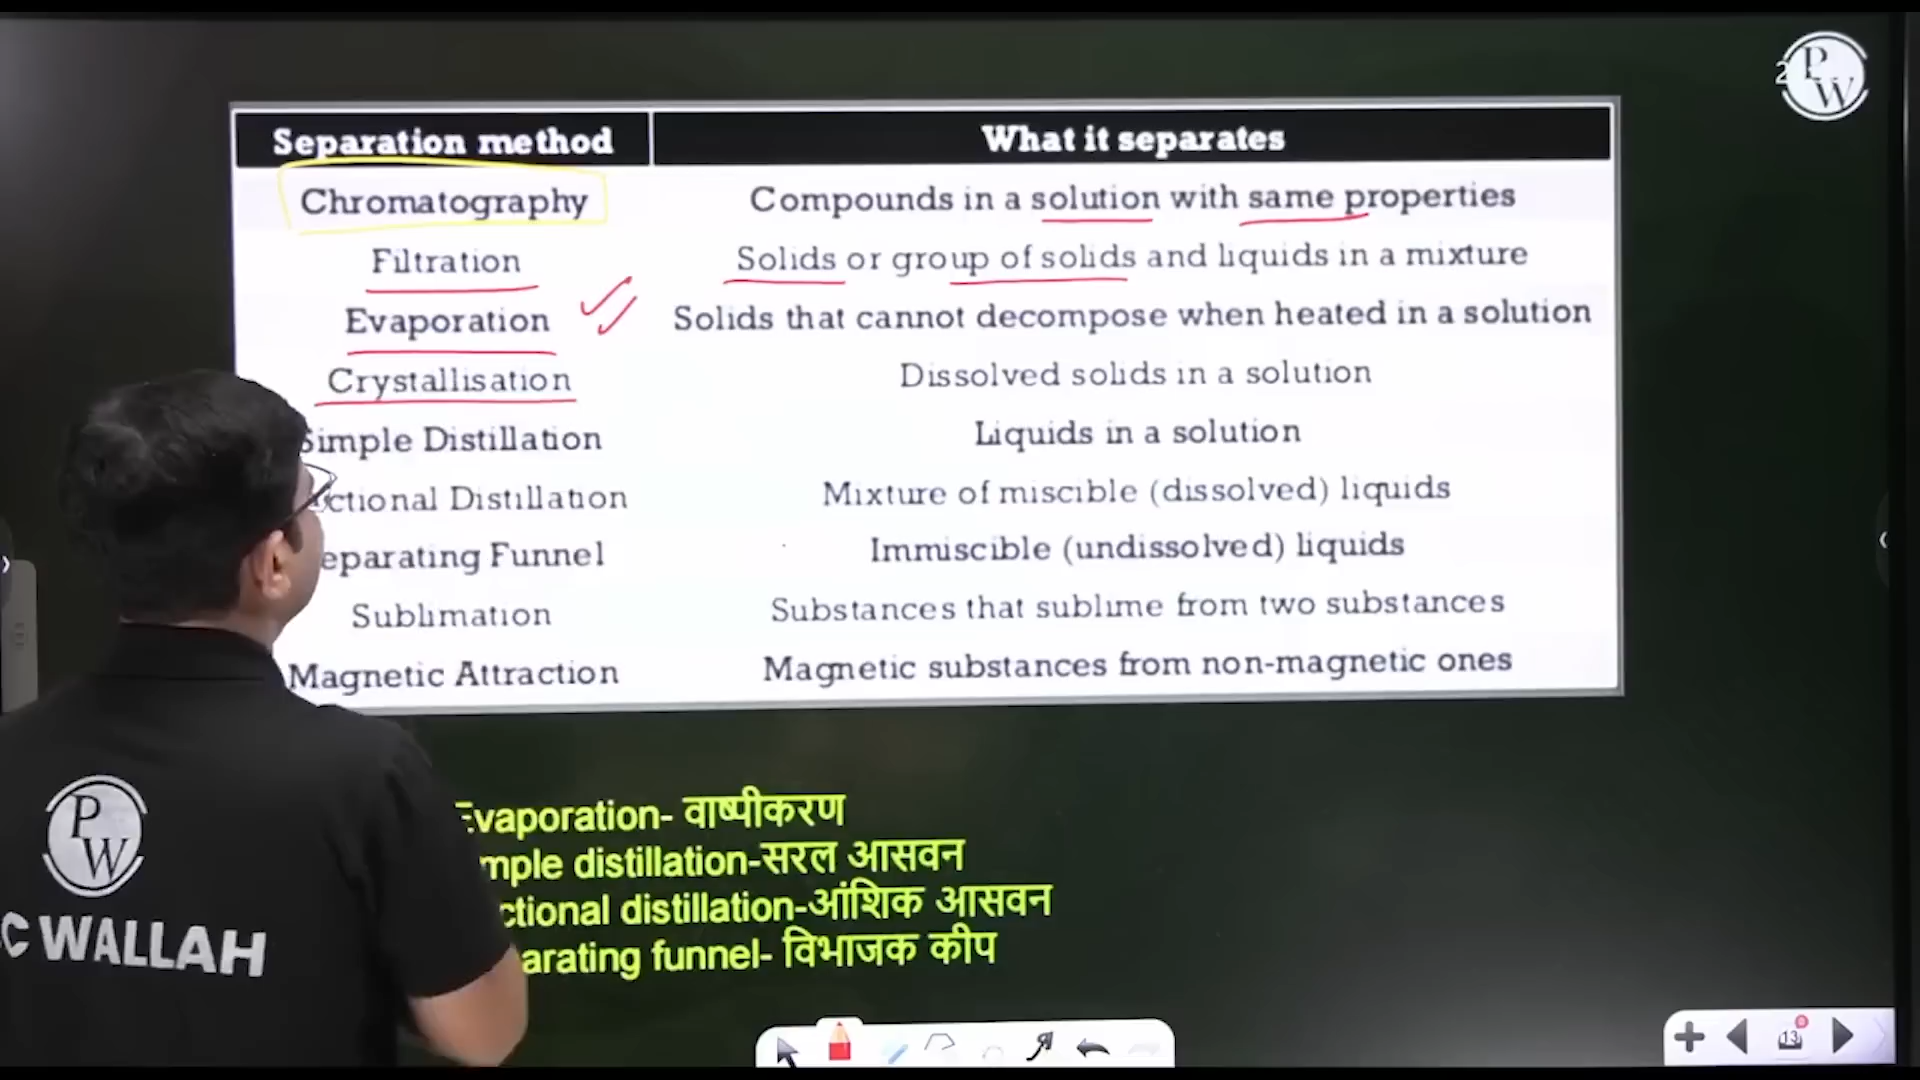 P
W
Separation method What it separates
Chromatography Compounds in a solution with same properties
Filtration Solids or group of solids and liquids in a mixture
Evaporation Solids that cannot decompose when heated in a solution
Crystallisation Dissolved solids in a solution
Simple Distillation Liquids in a solution
ctional Distillation Mixture of miscible (dissolved) liquids
eparating Funnel Immiscible (undissolved) liquids
Sublimation Substances that sublime from two substances
Magnetic Attraction Magnetic substances from non-magnetic ones
Evaporation- वाष्पीकरण
mple distillation-सरल आसवन
ctional distillation-आंशिक आसवन
arating funnel- विभाजक कीप
P
W
C WALLAH
13